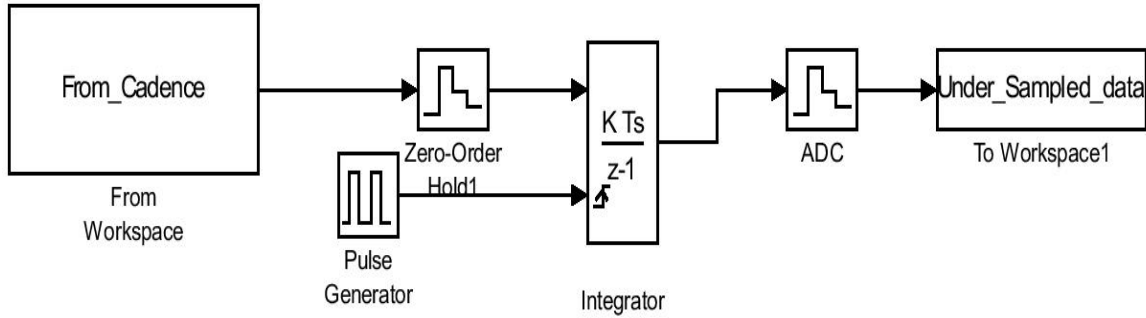 From_Cadence
From
Workspace
Zero-Order
Hold1
Pulse
Generator
K Ts
z-1
Integrator
ADC
Under_Sampled_data
To Workspace1